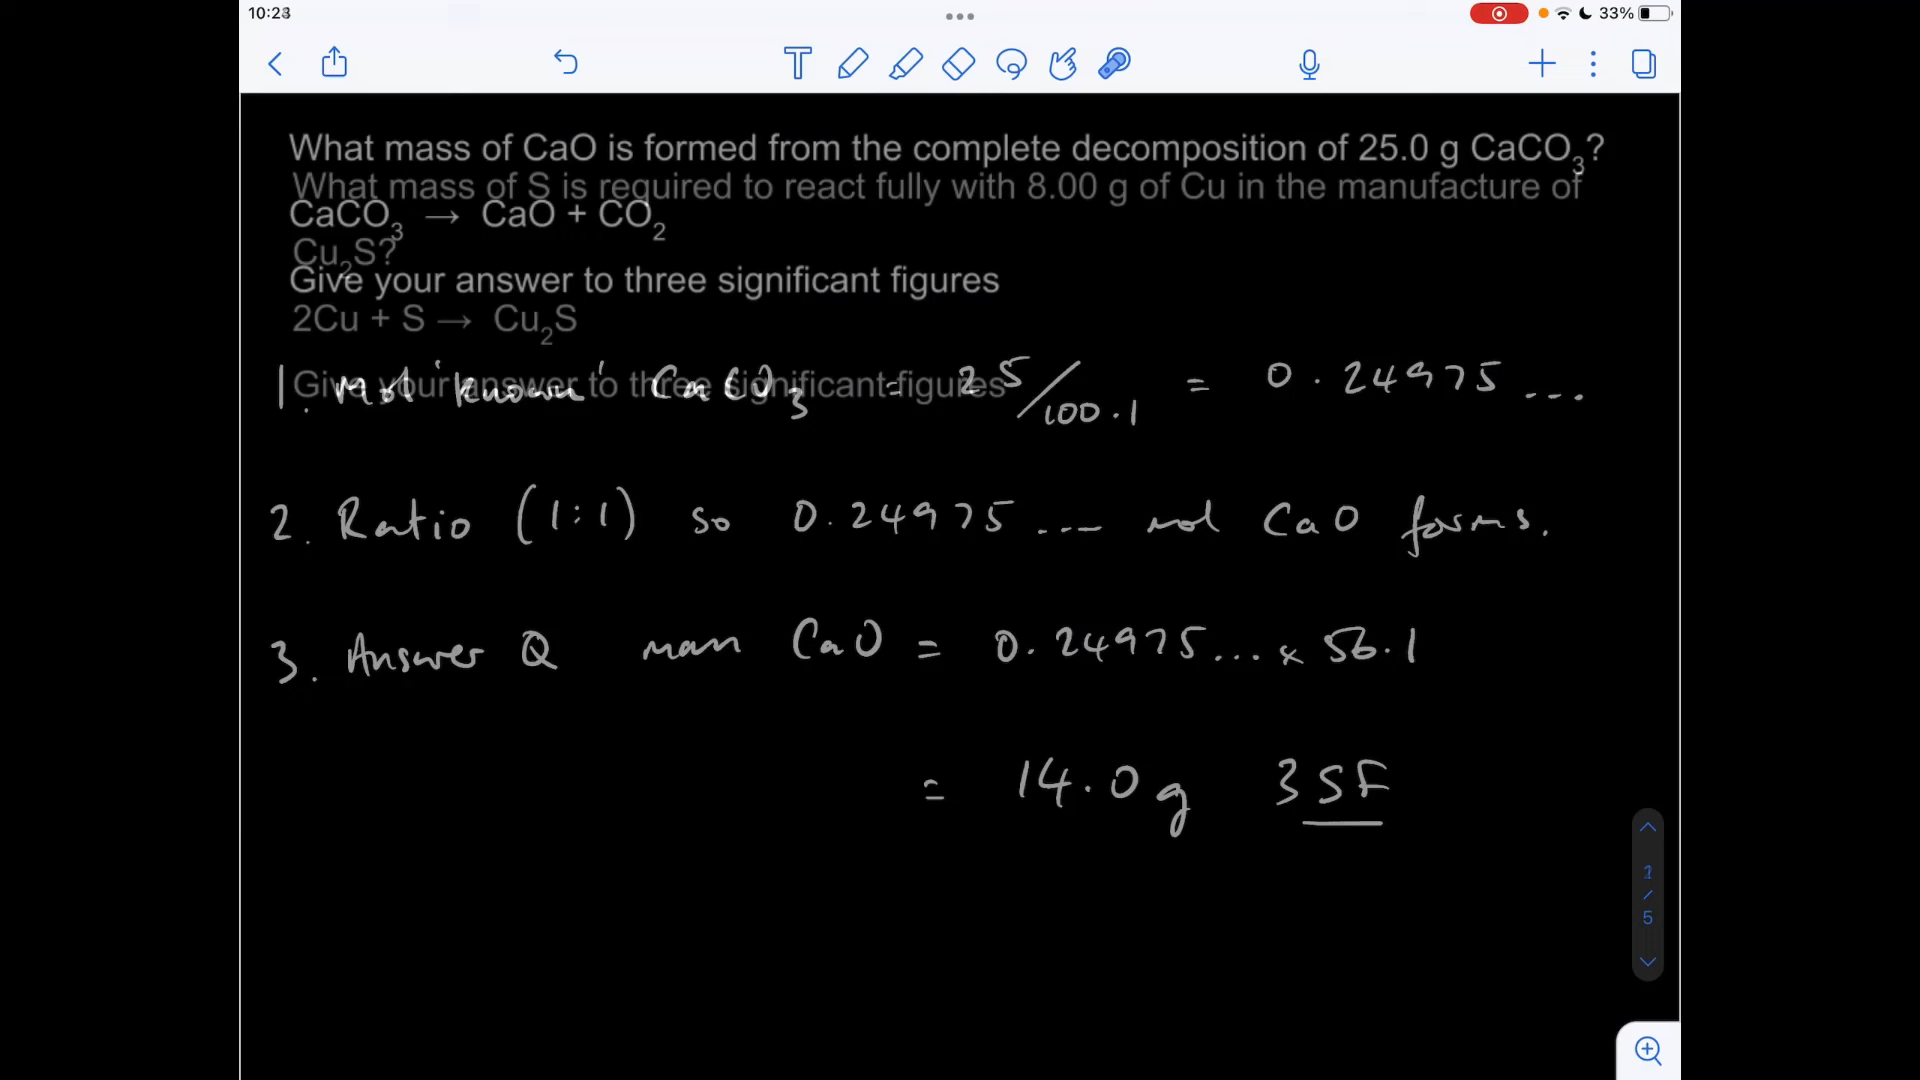 10:23
33%
What mass of CaO is formed from the complete decomposition of 25.0 g CaCO₃?
What mass of S is required to react fully with 8.00 g of Cu in the manufacture of
CaCO₃ → CaO + CO₂
Cu₂S?
Give your answer to three significant figures
2Cu + S → Cu₂S
Give your answer to three significant figures
1. mol 'known' CaCO₃ = 25/100.1 = 0.24975...
2. Ratio (1:1) so 0.24975... mol CaO forms.
3. Answer Q mass CaO = 0.24975... × 56.1
= 14.0 g 3 SF
/
5